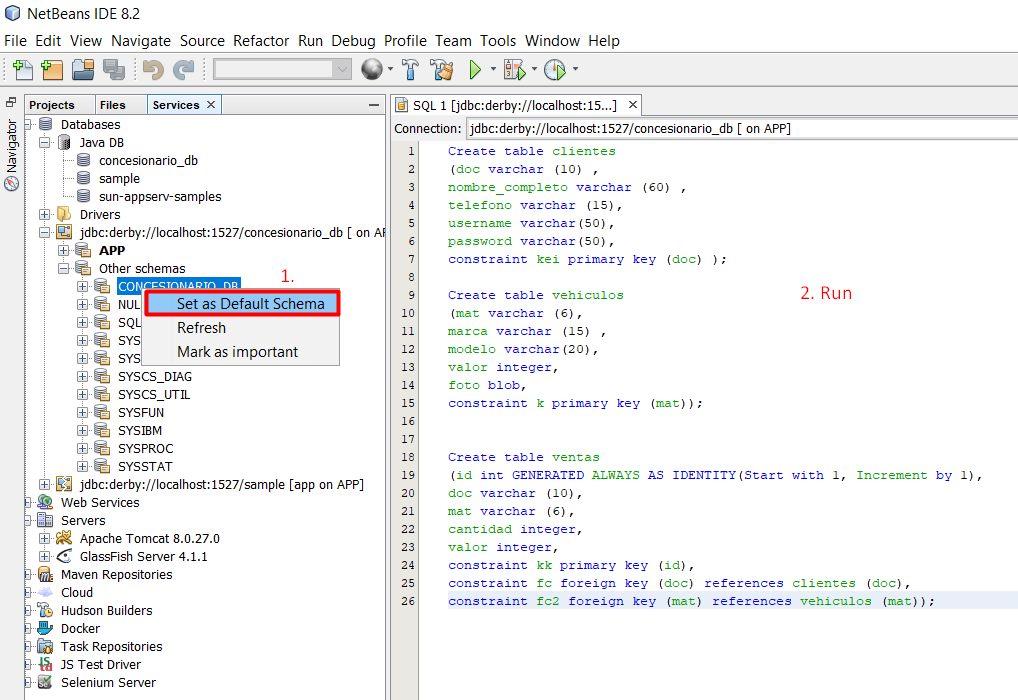 NetBeans IDE 8.2
File Edit View Navigate Source Refactor Run Debug Profile Team Tools Window Help
Navigator
Projects Files Services
Databases
Java DB
concesionario_db
sample
sun-appserv-samples
Drivers
jdbc:derby://localhost:1527/concesionario_db [ on AP
APP
Other schemas
1.
CONCESIONARIO_DB
NUL
SQL
SYS
SYS
SYSCS_DIAG
SYSCS_UTIL
SYSFUN
SYSIBM
SYSPROC
SYSSTAT
Set as Default Schema
Refresh
Mark as important
jdbc:derby://localhost:1527/sample [app on APP]
Web Services
Servers
Apache Tomcat 8.0.27.0
GlassFish Server 4.1.1
Maven Repositories
Cloud
Hudson Builders
Docker
Task Repositories
JS Test Driver
Selenium Server
SQL 1 [jdbc:derby://localhost:15...]
Connection: jdbc:derby://localhost:1527/concesionario_db [ on APP]
1 Create table clientes
2 (doc varchar (10) ,
3 nombre_completo varchar (60) ,
4 telefono varchar (15),
5 username varchar(50),
6 password varchar(50),
7 constraint kei primary key (doc) );
8
9 Create table vehiculos
10 (mat varchar (6),
11 marca varchar (15) ,
12 modelo varchar(20),
13 valor integer,
14 foto blob,
15 constraint k primary key (mat));
16
17
18 Create table ventas
19 (id int GENERATED ALWAYS AS IDENTITY(Start with 1, Increment by 1),
20 doc varchar (10),
21 mat varchar (6),
22 cantidad integer,
23 valor integer,
24 constraint kk primary key (id),
25 constraint fc foreign key (doc) references clientes (doc),
26 constraint fc2 foreign key (mat) references vehiculos (mat));
2. Run